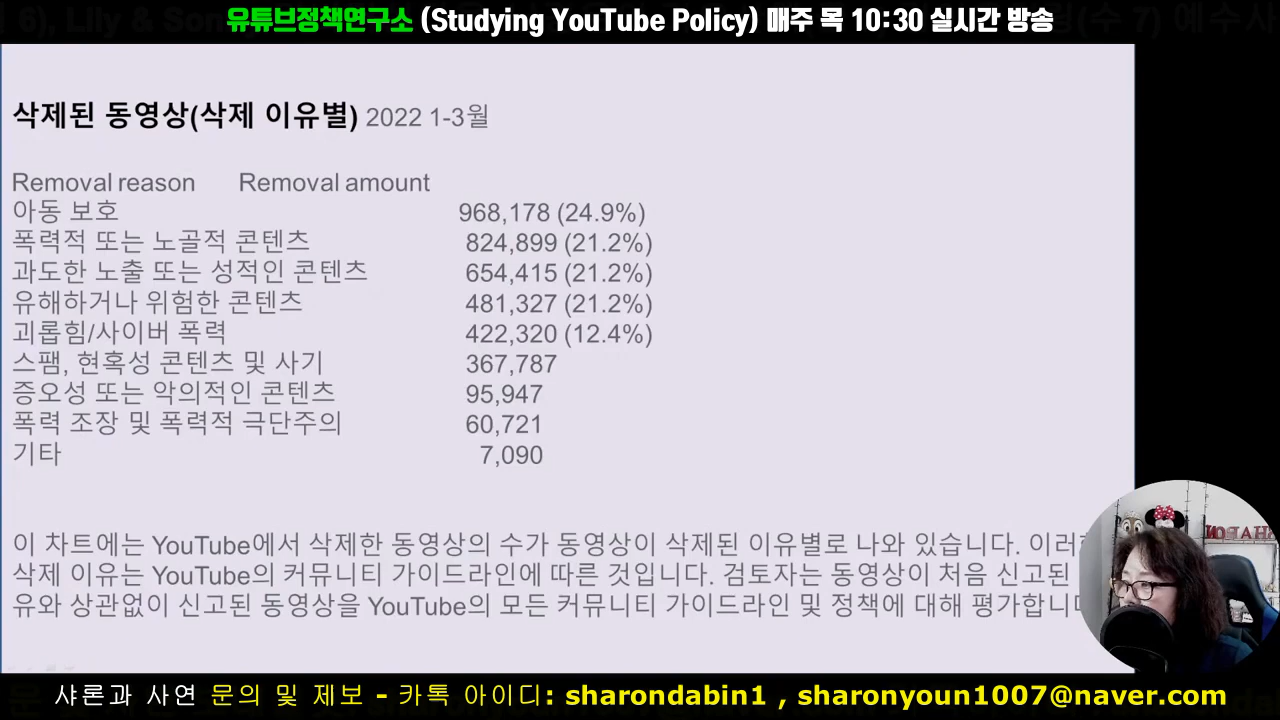 유튜브정책연구소 (Studying YouTube Policy) 매주 목 10:30 실시간 방송
삭제된 동영상(삭제 이유별) 2022 1-3월
Removal reason Removal amount
아동 보호 968,178 (24.9%)
폭력적 또는 노골적 콘텐츠 824,899 (21.2%)
과도한 노출 또는 성적인 콘텐츠 654,415 (21.2%)
유해하거나 위험한 콘텐츠 481,327 (21.2%)
괴롭힘/사이버 폭력 422,320 (12.4%)
스팸, 현혹성 콘텐츠 및 사기 367,787
증오성 또는 악의적인 콘텐츠 95,947
폭력 조장 및 폭력적 극단주의 60,721
기타 7,090
이 차트에는 YouTube에서 삭제한 동영상의 수가 동영상이 삭제된 이유별로 나와 있습니다.
삭제 이유는 YouTube의 커뮤니티 가이드라인에 따른 것입니다. 검토자는 동영상이 처음 신고된
유와 상관없이 신고된 동영상을 YouTube의 모든 커뮤니티 가이드라인 및 정책에 대해
샤론과 사연 문의 및 제보 - 카톡 아이디: sharondabin1 , sharonyoun1007@naver.com